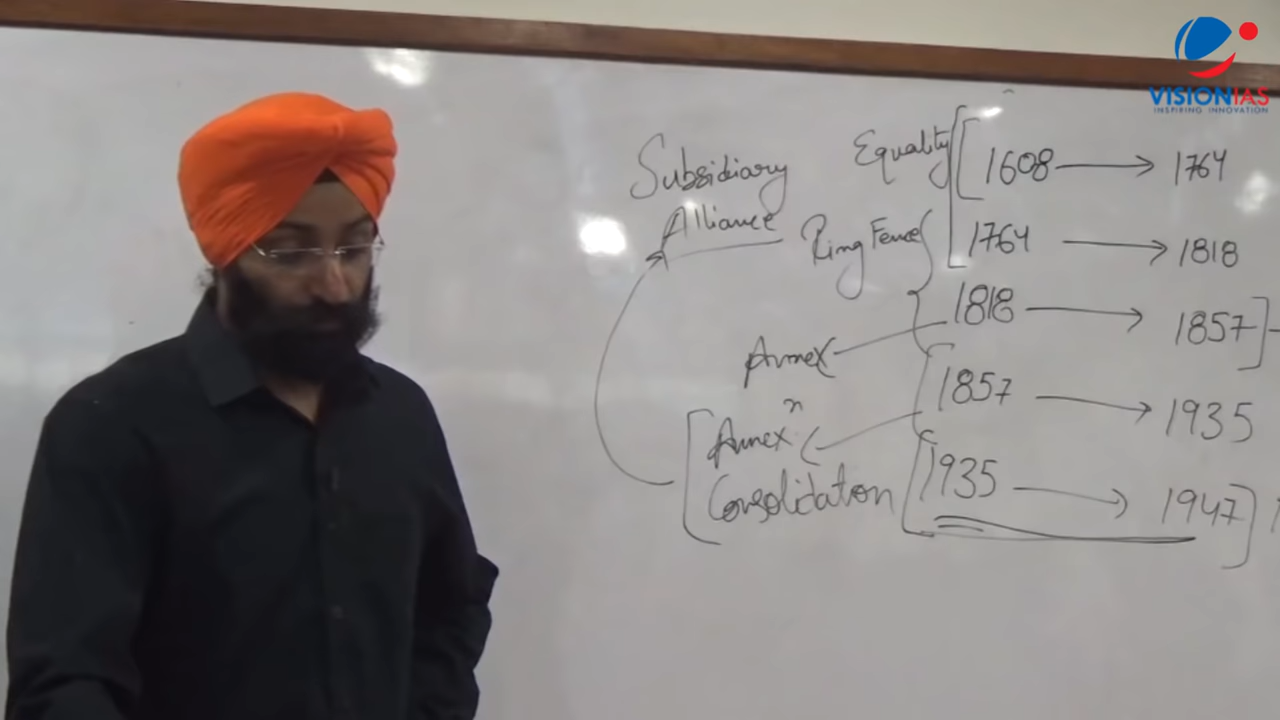 VISIONIAS
INSPIRING INNOVATION
Subsidiary
Alliance
Equality [1608 → 1764
Ring Fence 1764 → 1818
Annex 1818 → 1857]
1857 → 1935
Annexⁿ
Consolidation
1935 → 1947]